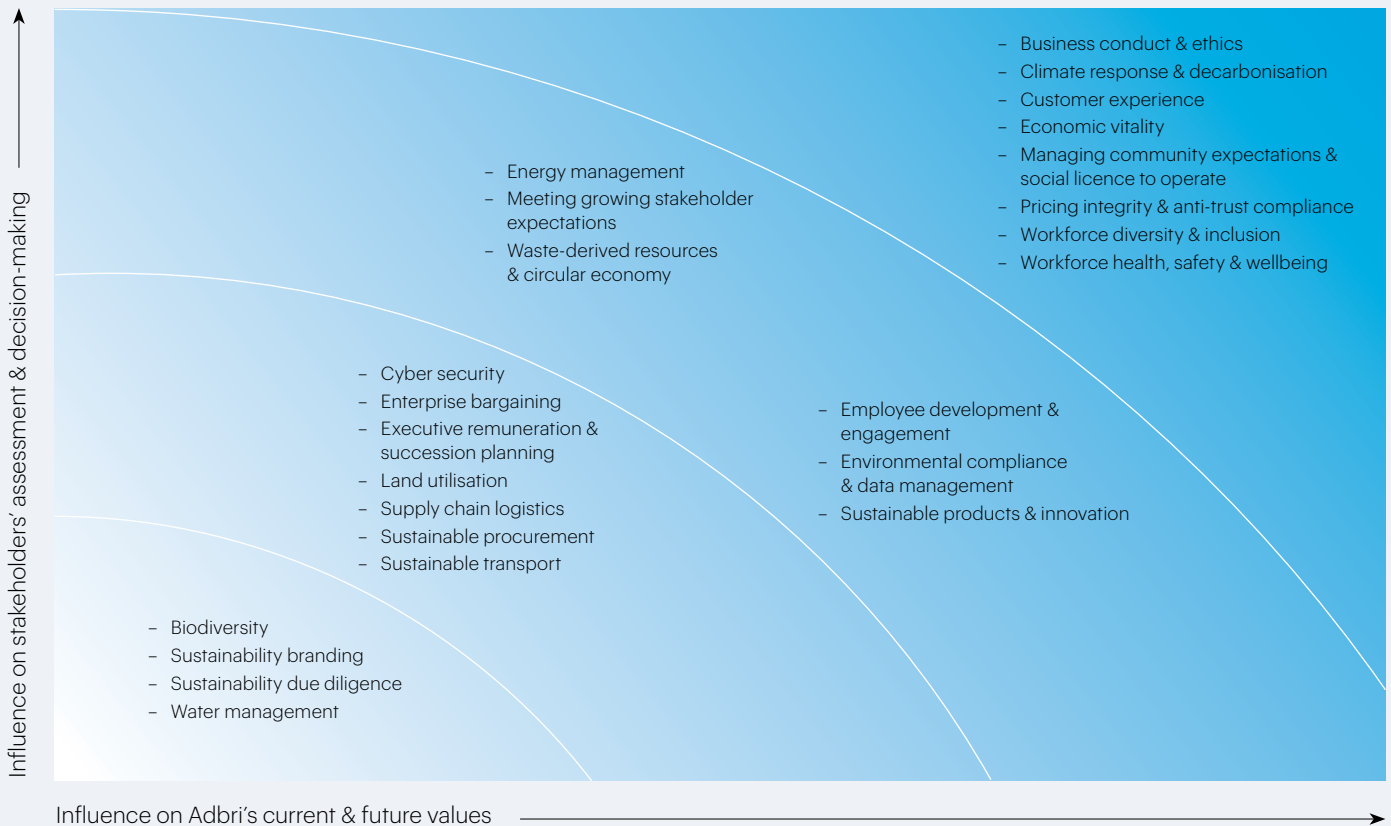 Influence on stakeholders’ assessment & decision-making
– Business conduct & ethics
– Climate response & decarbonisation
– Customer experience
– Economic vitality
– Managing community expectations &
social licence to operate
– Pricing integrity & anti-trust compliance
– Workforce diversity & inclusion
– Workforce health, safety & wellbeing
– Energy management
– Meeting growing stakeholder
expectations
– Waste-derived resources
& circular economy
– Cyber security
– Enterprise bargaining
– Executive remuneration &
succession planning
– Land utilisation
– Supply chain logistics
– Sustainable procurement
– Sustainable transport
– Employee development &
engagement
– Environmental compliance
& data management
– Sustainable products & innovation
– Biodiversity
– Sustainability branding
– Sustainability due diligence
– Water management
Influence on Adbri’s current & future values